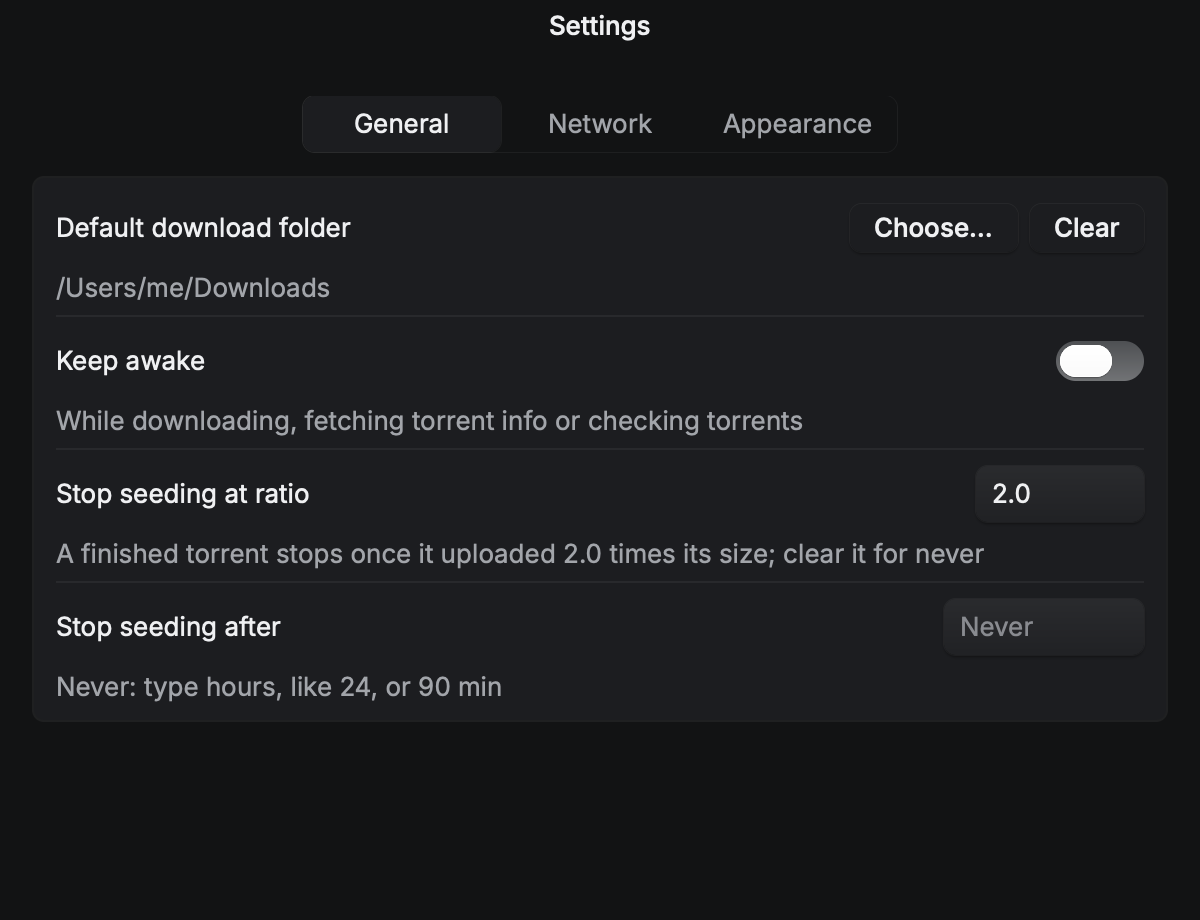 Settings
General Network Appearance
Default download folder Choose... Clear
/Users/me/Downloads
Keep awake
While downloading, fetching torrent info or checking torrents
Stop seeding at ratio 2.0
A finished torrent stops once it uploaded 2.0 times its size; clear it for never
Stop seeding after Never
Never: type hours, like 24, or 90 min